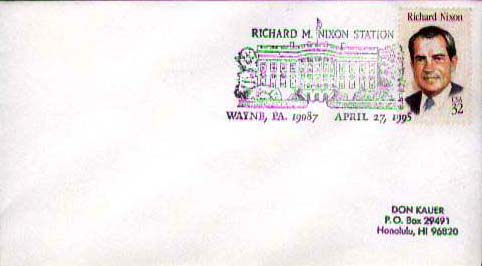 RICHARD M. NIXON STATION
Richard Nixon
USA
32
WAYNE, PA. 19087 APRIL 27, 1995
DON KAUER
P.O. Box 29491
Honolulu, HI 96820